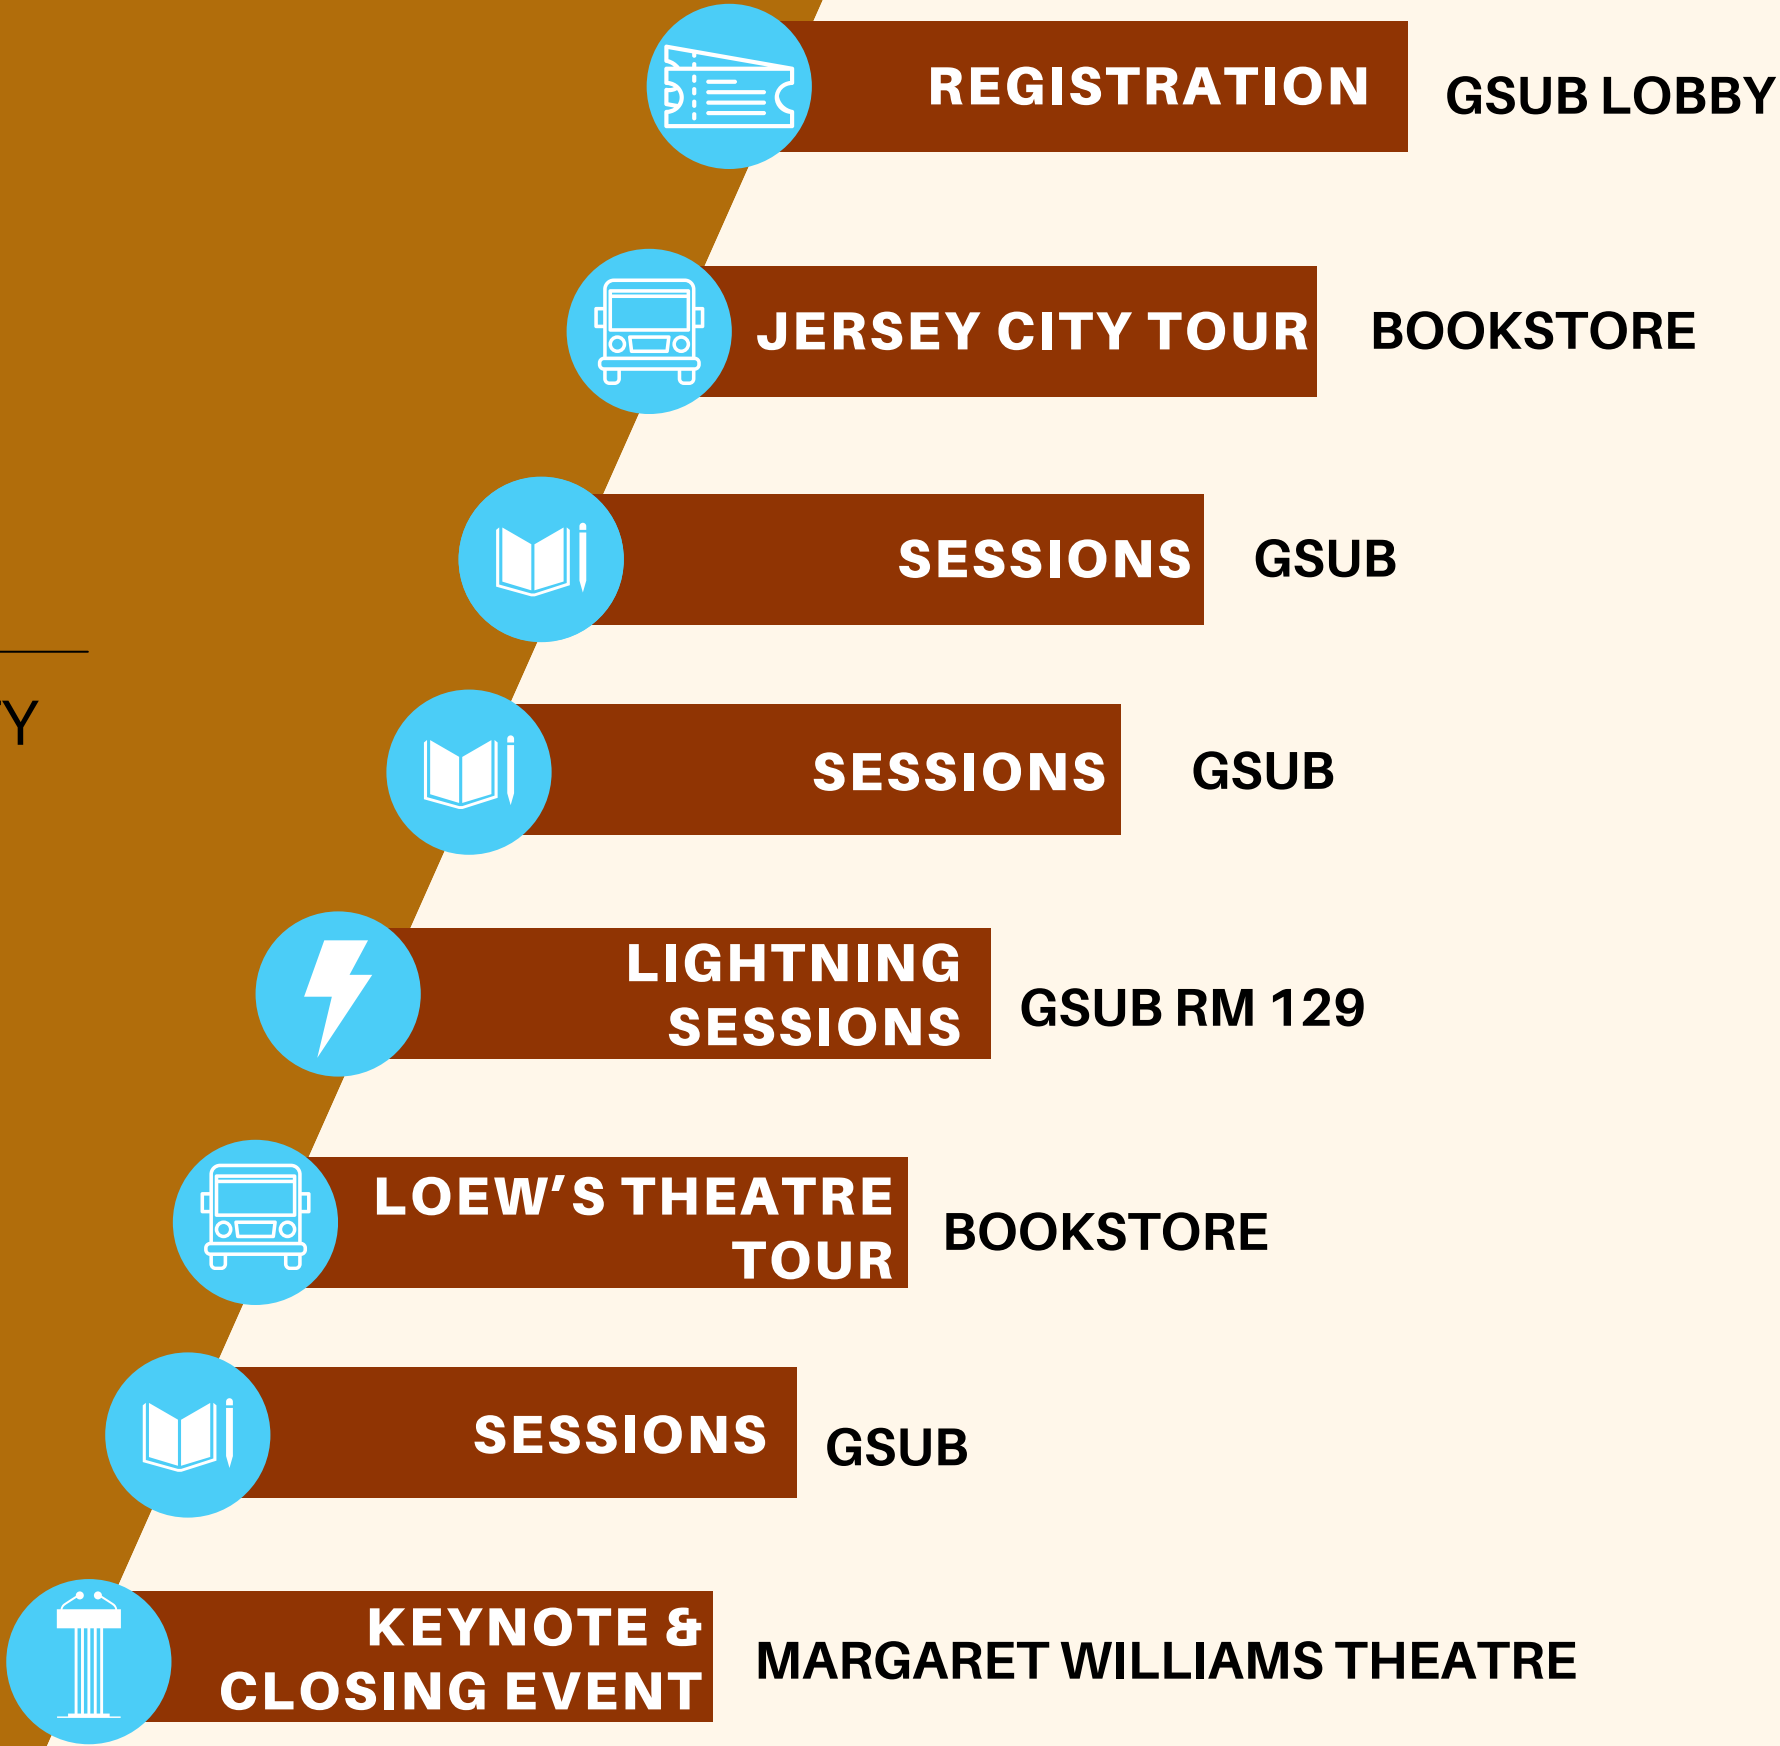 REGISTRATION
GSUB LOBBY
JERSEY CITY TOUR
BOOKSTORE
SESSIONS
GSUB
TY
SESSIONS
GSUB
LIGHTNING
SESSIONS
GSUB RM 129
LOEW'S THEATRE
TOUR
BOOKSTORE
SESSIONS
GSUB
KEYNOTE &
CLOSING EVENT
MARGARET WILLIAMS THEATRE